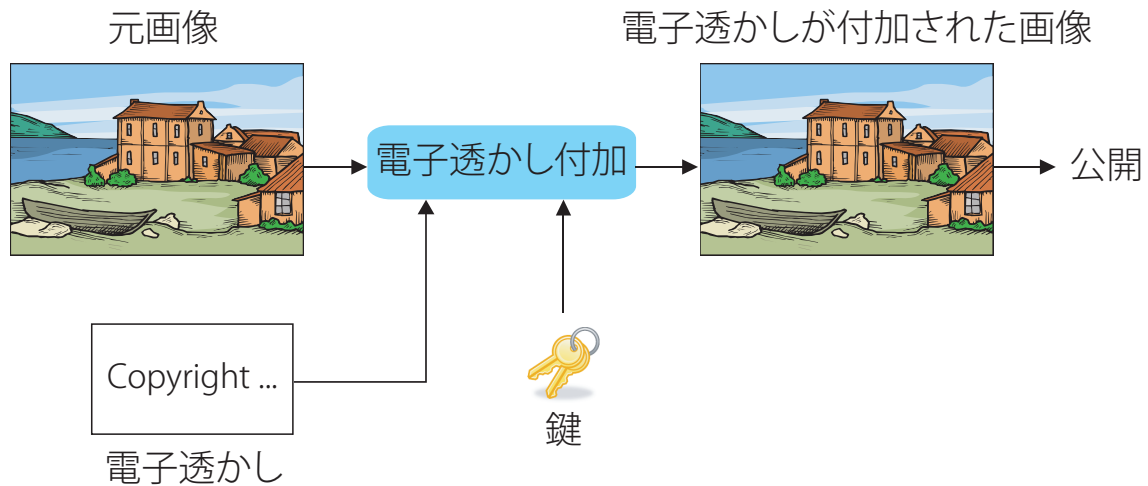 元画像
電子透かしが付加された画像
電子透かし付加
公開
Copyright ...
電子透かし
鍵